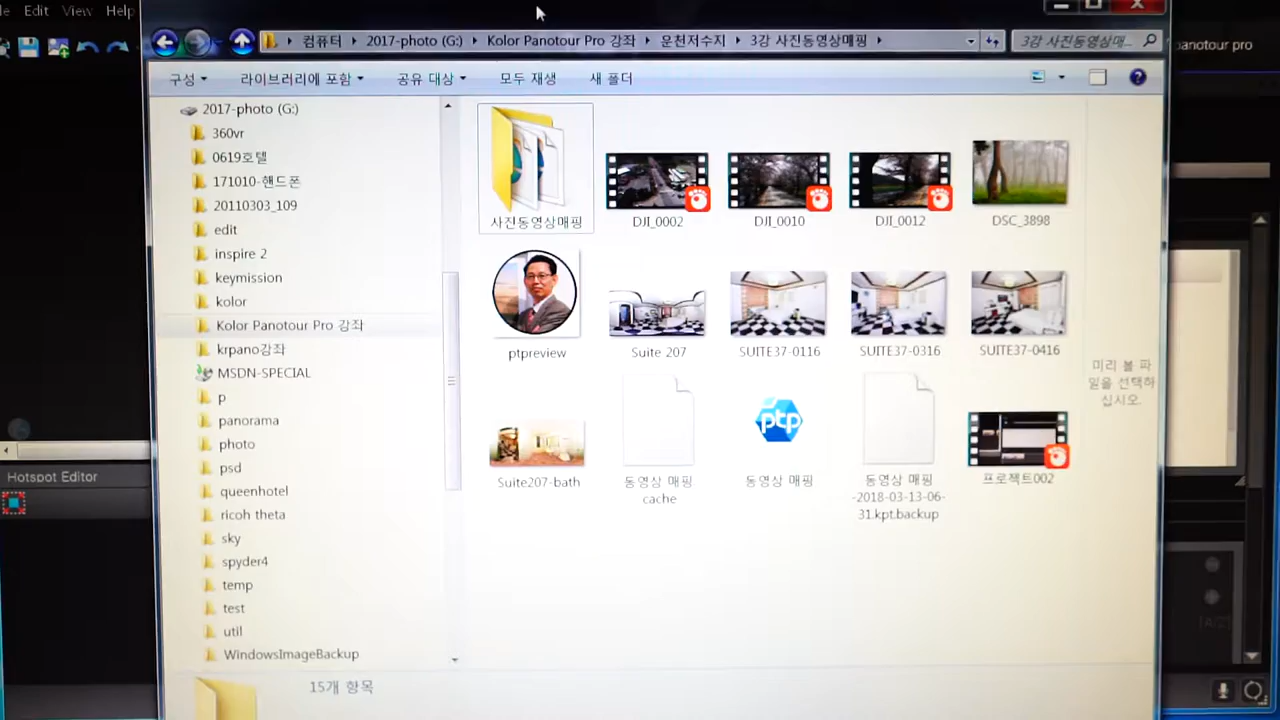 Edit View Help
컴퓨터 2017-photo (G:) Kolor Panotour Pro 강좌 운천저수지 3강 사진동영상매핑
3강 사진동영상매...
panotour pro
구성 라이브러리에 포함 공유 대상 모두 재생 새 폴더
2017-photo (G:)
360vr
0619호텔
171010-핸드폰
20110303_109
edit
inspire 2
keymission
kolor
Kolor Panotour Pro 강좌
krpano강좌
MSDN-SPECIAL
p
panorama
photo
psd
queenhotel
ricoh theta
sky
spyder4
temp
test
util
WindowsImageBackup
사진동영상매핑
DJI_0002
DJI_0010
DJI_0012
DSC_3898
ptpreview
Suite 207
SUITE37-0116
SUITE37-0316
SUITE37-0416
Suite207-bath
동영상 매핑
cache
ptp
동영상 매핑
동영상 매핑
-2018-03-13-06-
31.kpt.backup
프로젝트002
미리 볼 파
일을 선택하
십시오.
15개 항목
Hotspot Editor